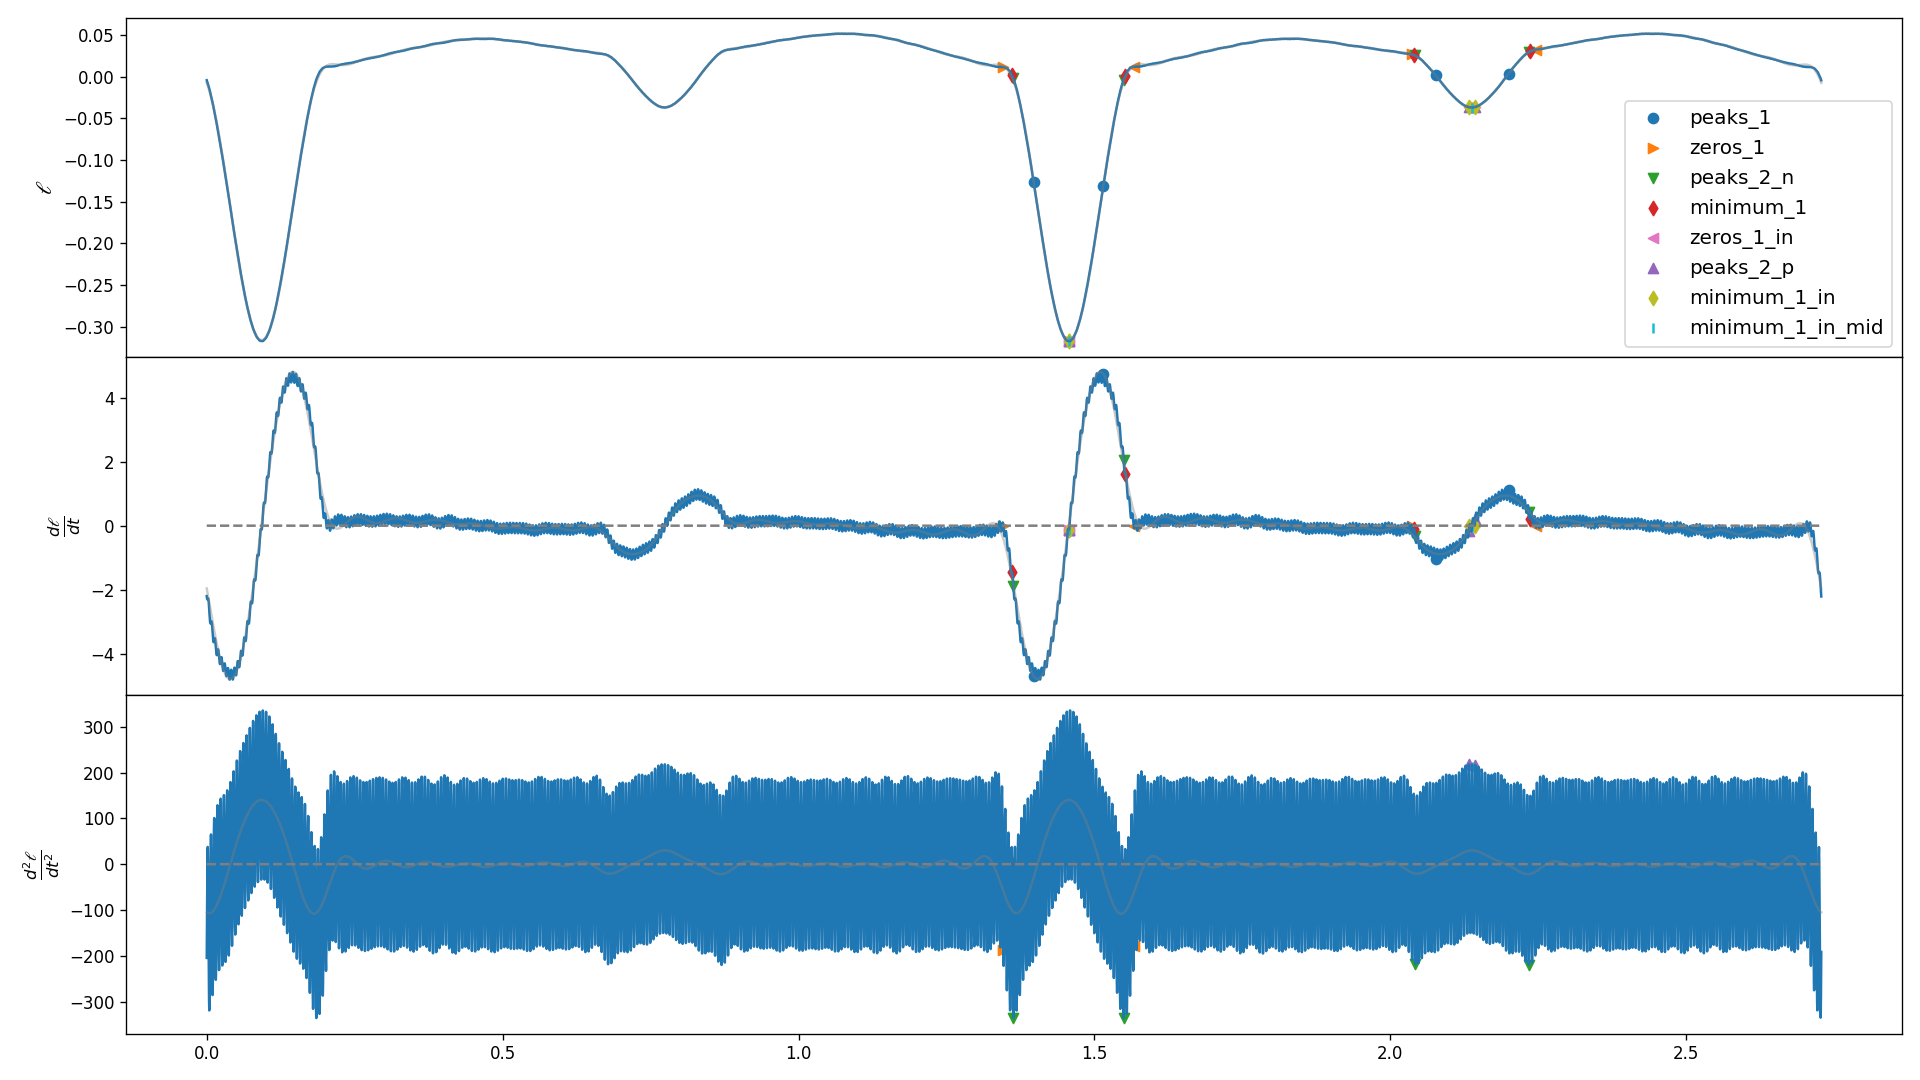 0.05
0.00
−0.05
−0.10
−0.15
−0.20
−0.25
−0.30
ℓ
peaks_1
zeros_1
peaks_2_n
minimum_1
zeros_1_in
peaks_2_p
minimum_1_in
minimum_1_in_mid
4
2
0
−2
−4
dℓ
dt
300
200
100
0
−100
−200
−300
d²ℓ
dt²
0.0 0.5 1.0 1.5 2.0 2.5